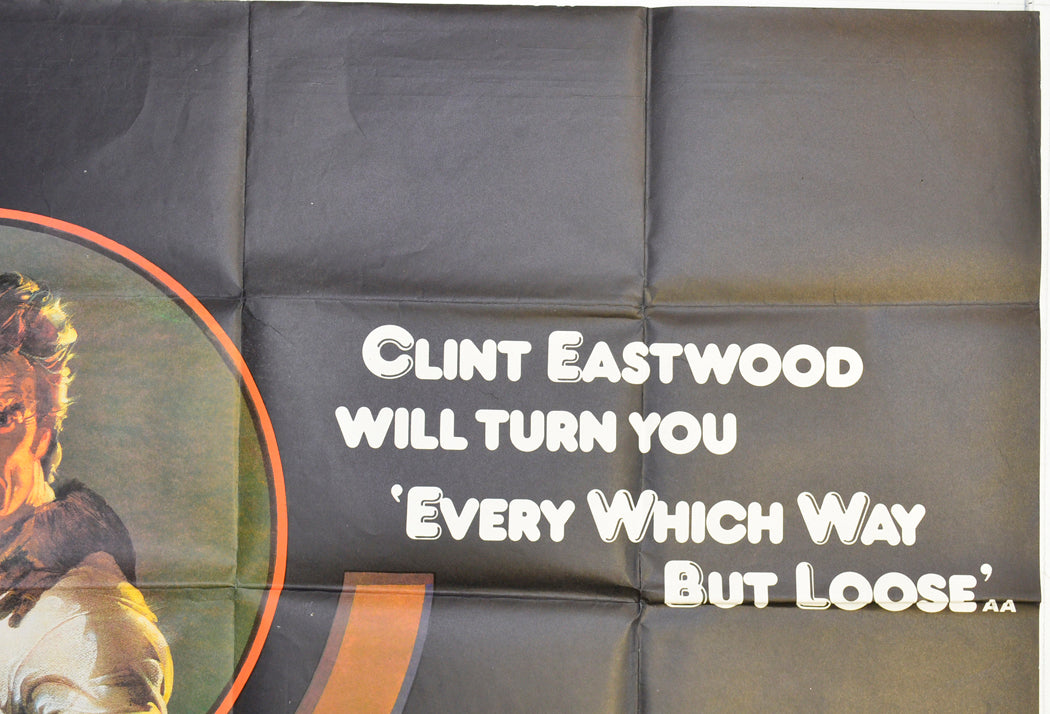 CLINT EASTWOOD
WILL TURN YOU
'EVERY WHICH WAY
BUT LOOSE' AA